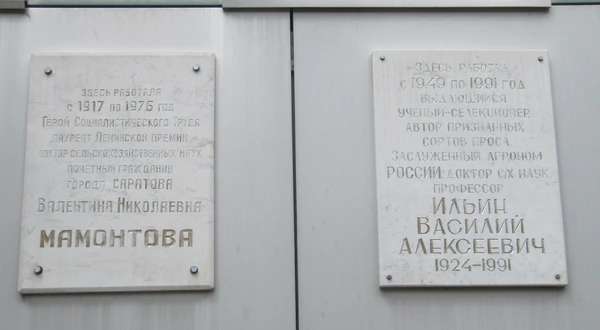 ЗДЕСЬ РАБОТАЛА
С 1917 ПО 1976 ГОД
ГЕРОЙ СОЦИАЛИСТИЧЕСКОГО ТРУДА
ЛАУРЕАТ ЛЕНИНСКОЙ ПРЕМИИ
ДОКТОР СЕЛЬСКОХОЗЯЙСТВЕННЫХ НАУК
ПОЧЕТНЫЙ ГРАЖДАНИН
ГОРОДА САРАТОВА
ВАЛЕНТИНА НИКОЛАЕВНА
МАМОНТОВА
ЗДЕСЬ РАБОТАЛ
С 1949 ПО 1991 ГОД
ВЫДАЮЩИЙСЯ
УЧЕНЫЙ-СЕЛЕКЦИОНЕР
АВТОР ПРИЗНАННЫХ
СОРТОВ ПРОСА
ЗАСЛУЖЕННЫЙ АГРОНОМ
РОССИИ ДОКТОР С/Х НАУК
ПРОФЕССОР
ИЛЬИН
ВАСИЛИЙ
АЛЕКСЕЕВИЧ
1924-1991